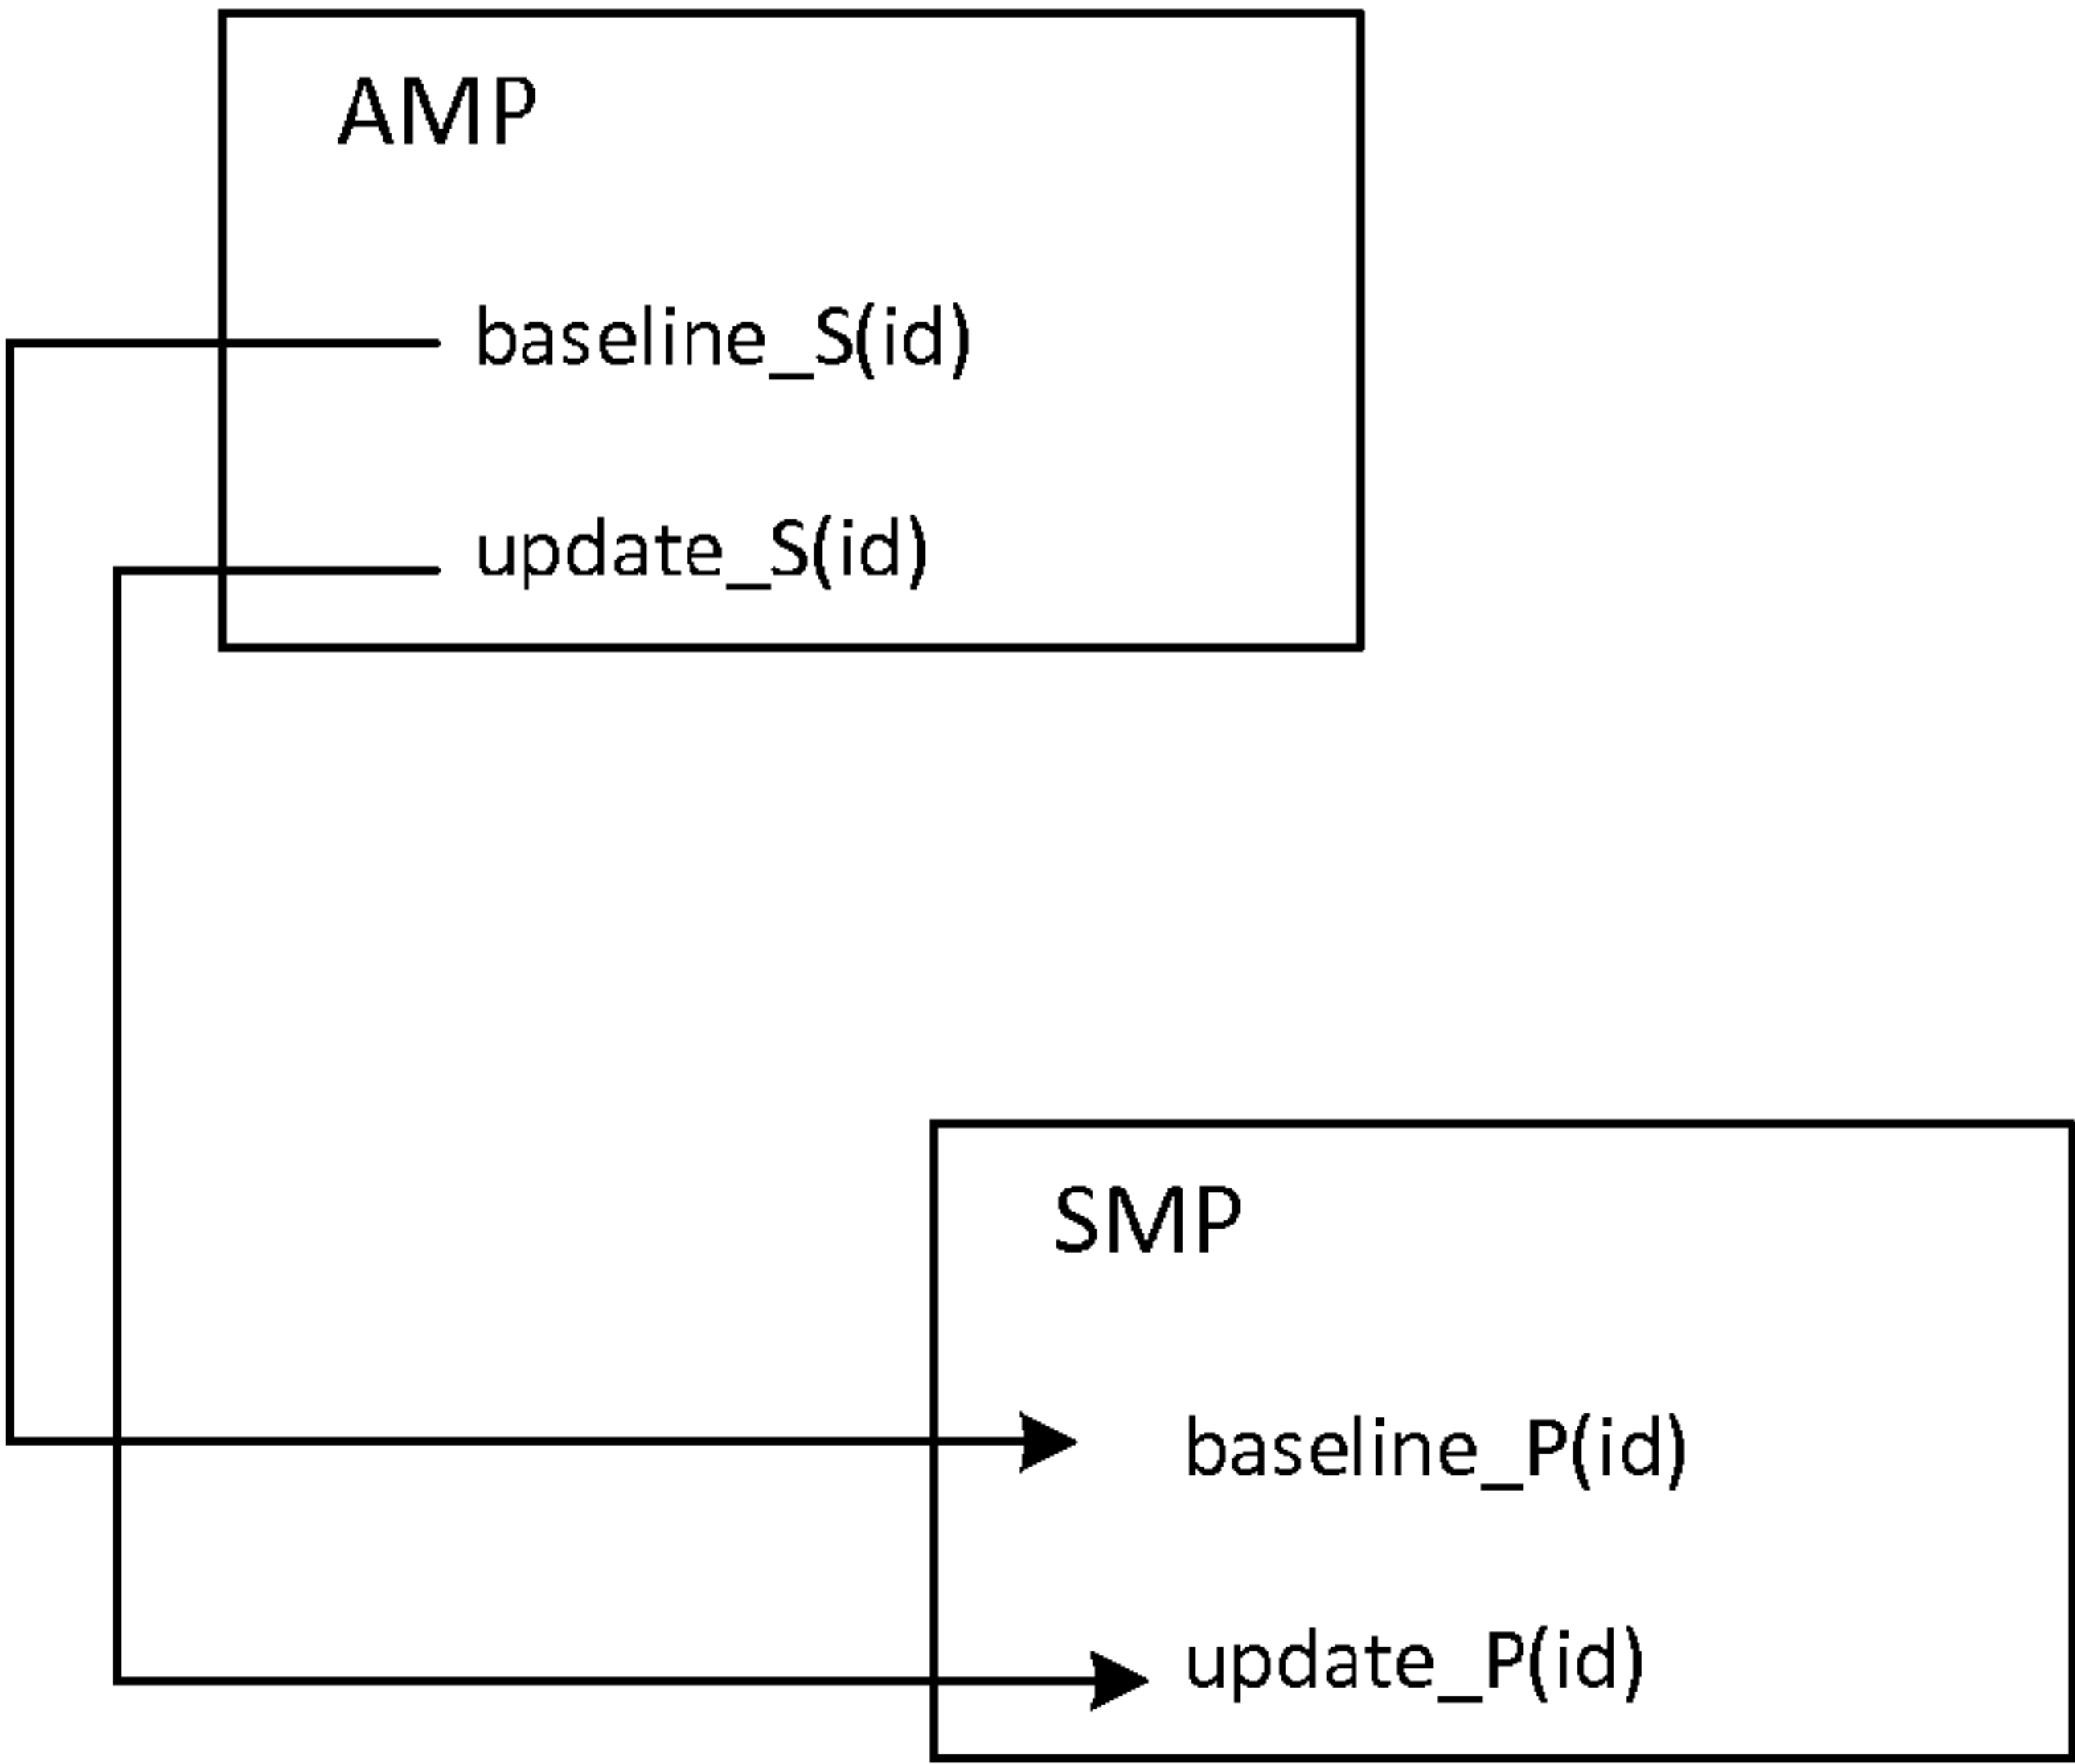 AMP
baseline_S(id)
update_S(id)
SMP
baseline_P(id)
update_P(id)